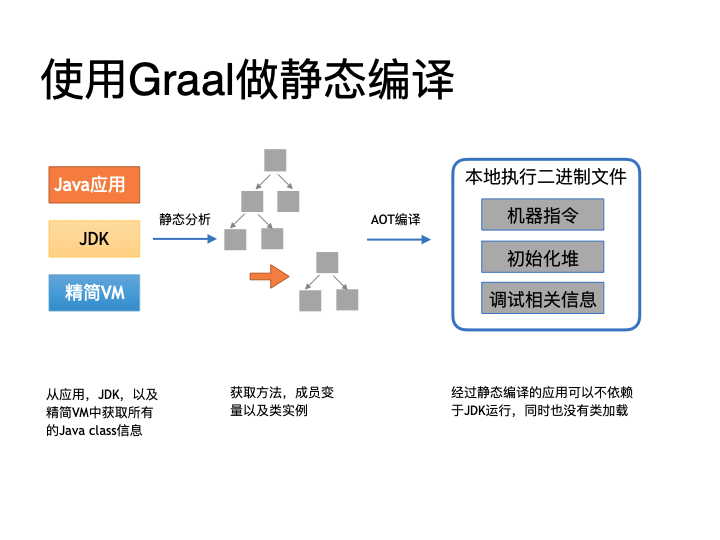 使用Graal做静态编译
Java应用
JDK
精简VM
静态分析
AOT编译
本地执行二进制文件
机器指令
初始化堆
调试相关信息
从应用，JDK，以及
精简VM中获取所有
的Java class信息
获取方法，成员变
量以及类实例
经过静态编译的应用可以不依赖
于JDK运行，同时也没有类加载